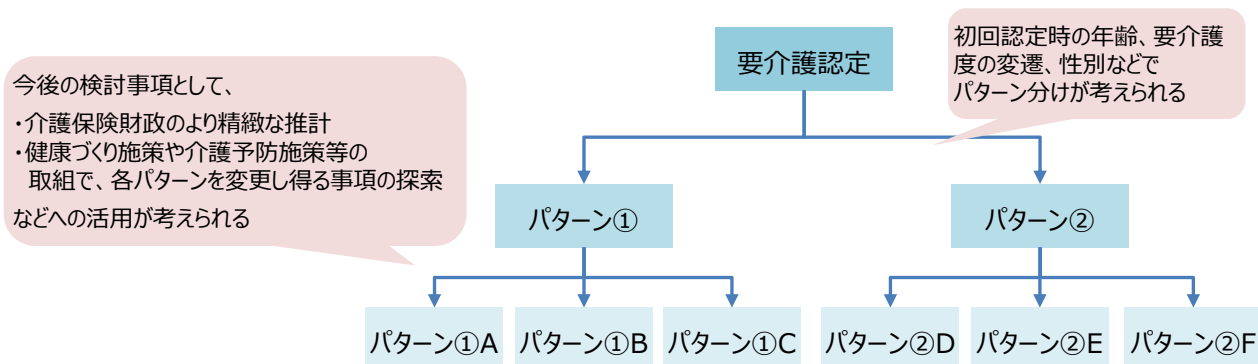 要介護認定
初回認定時の年齢、要介護
度の変遷、性別などで
パターン分けが考えられる
今後の検討事項として、
・介護保険財政のより精緻な推計
・健康づくり施策や介護予防施策等の
取組で、各パターンを変更し得る事項の探索
などへの活用が考えられる
パターン①
パターン②
パターン①A
パターン①B
パターン①C
パターン②D
パターン②E
パターン②F